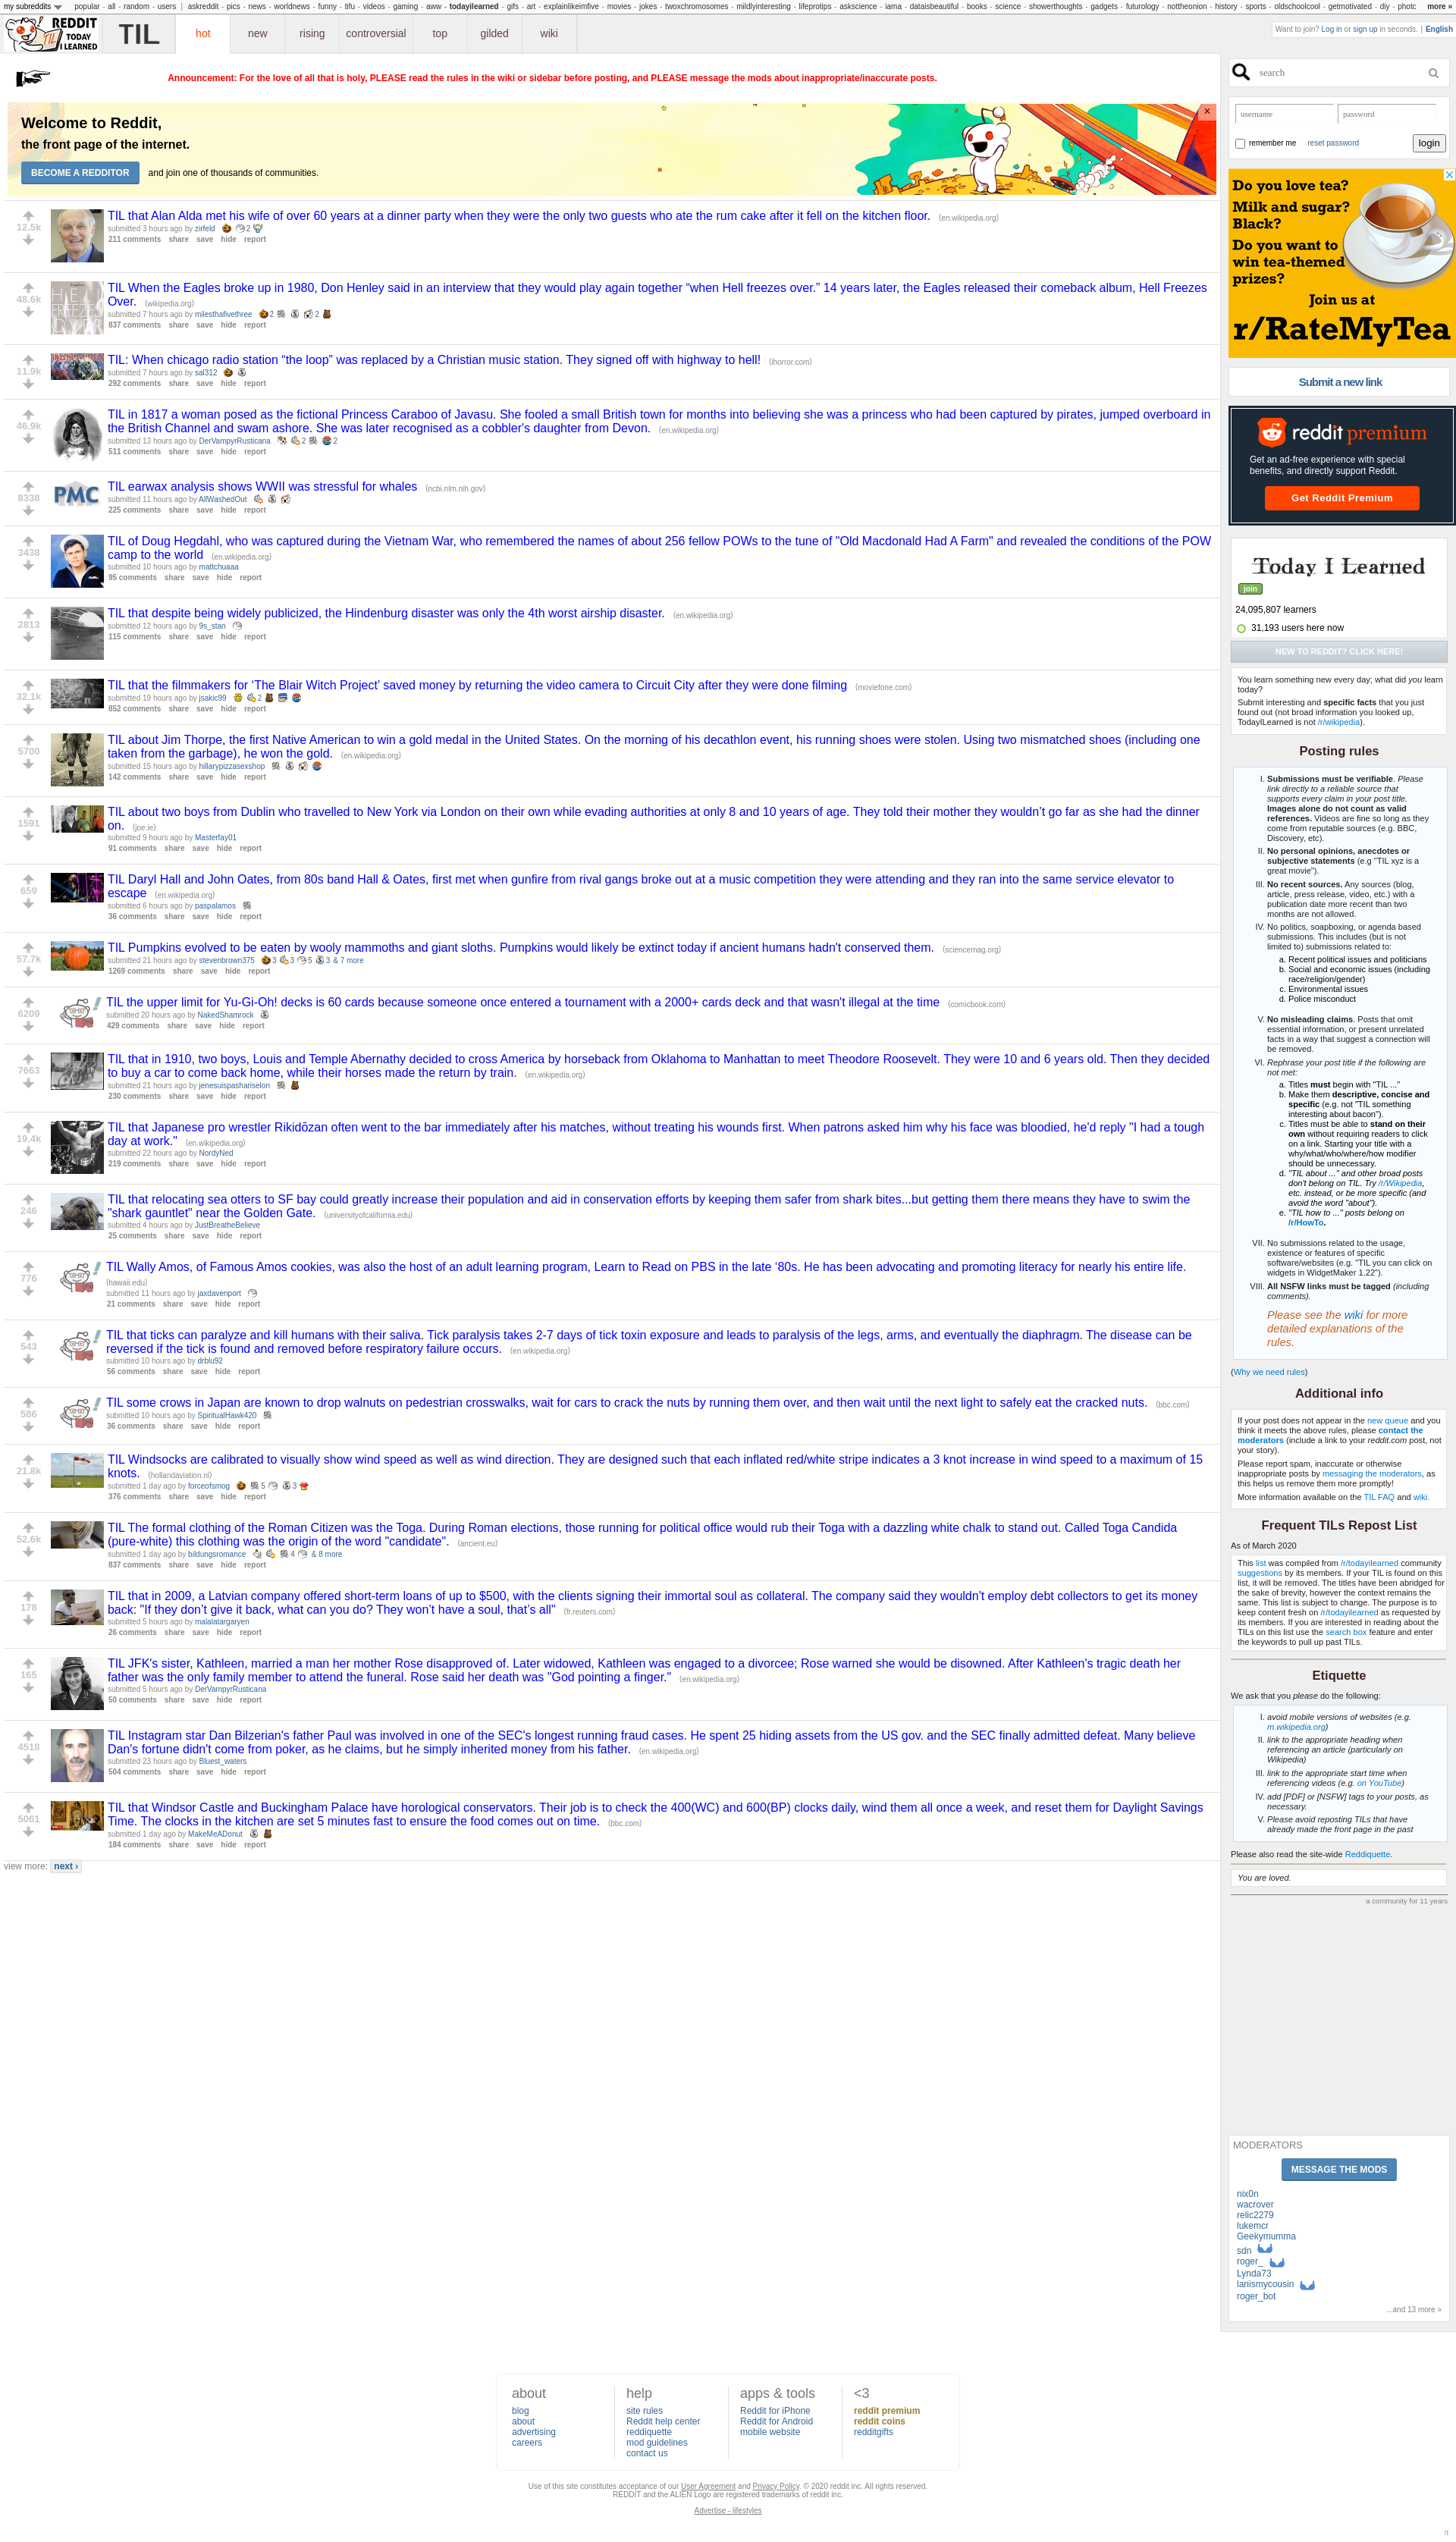 my subreddits popular - all - random - users | askreddit - pics - news - worldnews - funny - tifu - videos - gaming - aww - todayilearned - gifs - art - explainlikeimfive - movies - jokes - twoxchromosomes - mildlyinteresting - lifeprotips - askscience - iama - dataisbeautiful - books - science - showerthoughts - gadgets - futurology - nottheonion - history - sports - oldschoolcool - getmotivated - diy - photc more »
REDDIT TODAY I LEARNED
TIL
TIL hot new rising controversial top gilded wiki
Want to join? Log in or sign up in seconds. | English
Announcement: For the love of all that is holy, PLEASE read the rules in the wiki or sidebar before posting, and PLEASE message the mods about inappropriate/inaccurate posts.
Welcome to Reddit,
the front page of the internet.
BECOME A REDDITOR and join one of thousands of communities.
×
12.5k
TIL that Alan Alda met his wife of over 60 years at a dinner party when they were the only two guests who ate the rum cake after it fell on the kitchen floor. (en.wikipedia.org)
submitted 3 hours ago by zirfeld 2
211 comments share save hide report
48.6k
TIL When the Eagles broke up in 1980, Don Henley said in an interview that they would play again together “when Hell freezes over.” 14 years later, the Eagles released their comeback album, Hell Freezes
Over. (wikipedia.org)
submitted 7 hours ago by milesthafivethree 2 2
837 comments share save hide report
11.9k
TIL: When chicago radio station “the loop” was replaced by a Christian music station. They signed off with highway to hell! (ihorror.com)
submitted 7 hours ago by sal312
292 comments share save hide report
46.9k
TIL in 1817 a woman posed as the fictional Princess Caraboo of Javasu. She fooled a small British town for months into believing she was a princess who had been captured by pirates, jumped overboard in
the British Channel and swam ashore. She was later recognised as a cobbler's daughter from Devon. (en.wikipedia.org)
submitted 13 hours ago by DerVampyrRusticana 2 2
511 comments share save hide report
8338
PMC
TIL earwax analysis shows WWII was stressful for whales (ncbi.nlm.nih.gov)
submitted 11 hours ago by AllWashedOut
225 comments share save hide report
3438
TIL of Doug Hegdahl, who was captured during the Vietnam War, who remembered the names of about 256 fellow POWs to the tune of "Old Macdonald Had A Farm" and revealed the conditions of the POW
camp to the world (en.wikipedia.org)
submitted 10 hours ago by mattchuaaa
95 comments share save hide report
2813
TIL that despite being widely publicized, the Hindenburg disaster was only the 4th worst airship disaster. (en.wikipedia.org)
submitted 12 hours ago by 9s_stan
115 comments share save hide report
32.1k
TIL that the filmmakers for ‘The Blair Witch Project’ saved money by returning the video camera to Circuit City after they were done filming (moviefone.com)
submitted 19 hours ago by jsakic99 2
852 comments share save hide report
5700
TIL about Jim Thorpe, the first Native American to win a gold medal in the United States. On the morning of his decathlon event, his running shoes were stolen. Using two mismatched shoes (including one
taken from the garbage), he won the gold. (en.wikipedia.org)
submitted 15 hours ago by hillarypizzasexshop
142 comments share save hide report
1591
TIL about two boys from Dublin who travelled to New York via London on their own while evading authorities at only 8 and 10 years of age. They told their mother they wouldn’t go far as she had the dinner
on. (joe.ie)
submitted 9 hours ago by Masterfay01
91 comments share save hide report
659
TIL Daryl Hall and John Oates, from 80s band Hall & Oates, first met when gunfire from rival gangs broke out at a music competition they were attending and they ran into the same service elevator to
escape (en.wikipedia.org)
submitted 6 hours ago by paspalamos
36 comments share save hide report
57.7k
TIL Pumpkins evolved to be eaten by wooly mammoths and giant sloths. Pumpkins would likely be extinct today if ancient humans hadn't conserved them. (sciencemag.org)
submitted 21 hours ago by stevenbrown375 3 3 5 3 & 7 more
1269 comments share save hide report
6209
TIL the upper limit for Yu-Gi-Oh! decks is 60 cards because someone once entered a tournament with a 2000+ cards deck and that wasn't illegal at the time (comicbook.com)
submitted 20 hours ago by NakedShamrock
429 comments share save hide report
7663
TIL that in 1910, two boys, Louis and Temple Abernathy decided to cross America by horseback from Oklahoma to Manhattan to meet Theodore Roosevelt. They were 10 and 6 years old. Then they decided
to buy a car to come back home, while their horses made the return by train. (en.wikipedia.org)
submitted 21 hours ago by jenesuispashariselon
230 comments share save hide report
19.4k
TIL that Japanese pro wrestler Rikidōzan often went to the bar immediately after his matches, without treating his wounds first. When patrons asked him why his face was bloodied, he'd reply "I had a tough
day at work." (en.wikipedia.org)
submitted 22 hours ago by NordyNed
219 comments share save hide report
246
TIL that relocating sea otters to SF bay could greatly increase their population and aid in conservation efforts by keeping them safer from shark bites...but getting them there means they have to swim the
"shark gauntlet" near the Golden Gate. (universityofcalifornia.edu)
submitted 4 hours ago by JustBreatheBelieve
25 comments share save hide report
776
TIL Wally Amos, of Famous Amos cookies, was also the host of an adult learning program, Learn to Read on PBS in the late ‘80s. He has been advocating and promoting literacy for nearly his entire life.
(hawaii.edu)
submitted 11 hours ago by jaxdavenport
21 comments share save hide report
543
TIL that ticks can paralyze and kill humans with their saliva. Tick paralysis takes 2-7 days of tick toxin exposure and leads to paralysis of the legs, arms, and eventually the diaphragm. The disease can be
reversed if the tick is found and removed before respiratory failure occurs. (en.wikipedia.org)
submitted 10 hours ago by drblu92
56 comments share save hide report
586
TIL some crows in Japan are known to drop walnuts on pedestrian crosswalks, wait for cars to crack the nuts by running them over, and then wait until the next light to safely eat the cracked nuts. (bbc.com)
submitted 10 hours ago by SpiritualHawk420
36 comments share save hide report
21.8k
TIL Windsocks are calibrated to visually show wind speed as well as wind direction. They are designed such that each inflated red/white stripe indicates a 3 knot increase in wind speed to a maximum of 15
knots. (hollandaviation.nl)
submitted 1 day ago by forceofsmog 5 3
376 comments share save hide report
52.6k
TIL The formal clothing of the Roman Citizen was the Toga. During Roman elections, those running for political office would rub their Toga with a dazzling white chalk to stand out. Called Toga Candida
(pure-white) this clothing was the origin of the word "candidate". (ancient.eu)
submitted 1 day ago by bildungsromance 4 & 8 more
837 comments share save hide report
178
TIL that in 2009, a Latvian company offered short-term loans of up to $500, with the clients signing their immortal soul as collateral. The company said they wouldn't employ debt collectors to get its money
back: "If they don’t give it back, what can you do? They won’t have a soul, that’s all" (fr.reuters.com)
submitted 5 hours ago by malalatargaryen
26 comments share save hide report
165
TIL JFK's sister, Kathleen, married a man her mother Rose disapproved of. Later widowed, Kathleen was engaged to a divorcee; Rose warned she would be disowned. After Kathleen's tragic death her
father was the only family member to attend the funeral. Rose said her death was "God pointing a finger." (en.wikipedia.org)
submitted 5 hours ago by DerVampyrRusticana
50 comments share save hide report
4518
TIL Instagram star Dan Bilzerian's father Paul was involved in one of the SEC's longest running fraud cases. He spent 25 hiding assets from the US gov. and the SEC finally admitted defeat. Many believe
Dan's fortune didn't come from poker, as he claims, but he simply inherited money from his father. (en.wikipedia.org)
submitted 23 hours ago by Bluest_waters
504 comments share save hide report
5061
TIL that Windsor Castle and Buckingham Palace have horological conservators. Their job is to check the 400(WC) and 600(BP) clocks daily, wind them all once a week, and reset them for Daylight Savings
Time. The clocks in the kitchen are set 5 minutes fast to ensure the food comes out on time. (bbc.com)
submitted 1 day ago by MakeMeADonut
184 comments share save hide report
view more: next ›
search
username password
remember me reset password login
Do you love tea?
Milk and sugar?
Black?
Do you want to
win tea-themed
prizes?
Join us at
r/RateMyTea
Submit a new link
reddit premium
Get an ad-free experience with special
benefits, and directly support Reddit.
Get Reddit Premium
Today I Learned
join
24,095,807 learners
31,193 users here now
NEW TO REDDIT? CLICK HERE!
You learn something new every day; what did you learn
today?
Submit interesting and specific facts that you just
found out (not broad information you looked up,
TodayILearned is not /r/wikipedia).
Posting rules
I. Submissions must be verifiable. Please
link directly to a reliable source that
supports every claim in your post title.
Images alone do not count as valid
references. Videos are fine so long as they
come from reputable sources (e.g. BBC,
Discovery, etc).
II. No personal opinions, anecdotes or
subjective statements (e.g "TIL xyz is a
great movie").
III. No recent sources. Any sources (blog,
article, press release, video, etc.) with a
publication date more recent than two
months are not allowed.
IV. No politics, soapboxing, or agenda based
submissions. This includes (but is not
limited to) submissions related to:
a. Recent political issues and politicians
b. Social and economic issues (including
race/religion/gender)
c. Environmental issues
d. Police misconduct
V. No misleading claims. Posts that omit
essential information, or present unrelated
facts in a way that suggest a connection will
be removed.
VI. Rephrase your post title if the following are
not met:
a. Titles must begin with "TIL ..."
b. Make them descriptive, concise and
specific (e.g. not "TIL something
interesting about bacon").
c. Titles must be able to stand on their
own without requiring readers to click
on a link. Starting your title with a
why/what/who/where/how modifier
should be unnecessary.
d. "TIL about ..." and other broad posts
don't belong on TIL. Try /r/Wikipedia,
etc. instead, or be more specific (and
avoid the word "about").
e. "TIL how to ..." posts belong on
/r/HowTo.
VII. No submissions related to the usage,
existence or features of specific
software/websites (e.g. "TIL you can click on
widgets in WidgetMaker 1.22").
VIII. All NSFW links must be tagged (including
comments).
Please see the wiki for more
detailed explanations of the
rules.
(Why we need rules)
Additional info
If your post does not appear in the new queue and you
think it meets the above rules, please contact the
moderators (include a link to your reddit.com post, not
your story).
Please report spam, inaccurate or otherwise
inappropriate posts by messaging the moderators, as
this helps us remove them more promptly!
More information available on the TIL FAQ and wiki.
Frequent TILs Repost List
As of March 2020
This list was compiled from /r/todayilearned community
suggestions by its members. If your TIL is found on this
list, it will be removed. The titles have been abridged for
the sake of brevity, however the context remains the
same. This list is subject to change. The purpose is to
keep content fresh on /r/todayilearned as requested by
its members. If you are interested in reading about the
TILs on this list use the search box feature and enter
the keywords to pull up past TILs.
Etiquette
We ask that you please do the following:
I. avoid mobile versions of websites (e.g.
m.wikipedia.org)
II. link to the appropriate heading when
referencing an article (particularly on
Wikipedia)
III. link to the appropriate start time when
referencing videos (e.g. on YouTube)
IV. add [PDF] or [NSFW] tags to your posts, as
necessary.
V. Please avoid reposting TILs that have
already made the front page in the past
Please also read the site-wide Reddiquette.
You are loved.
a community for 11 years
MODERATORS
MESSAGE THE MODS
nix0n
wacrover
relic2279
lukemcr
Geekymumma
sdn
roger_
Lynda73
lanismycousin
roger_bot
...and 13 more »
about
blog
about
advertising
careers
help
site rules
Reddit help center
reddiquette
mod guidelines
contact us
apps & tools
Reddit for iPhone
Reddit for Android
mobile website
<3
reddit premium
reddit coins
redditgifts
Use of this site constitutes acceptance of our User Agreement and Privacy Policy. © 2020 reddit inc. All rights reserved.
REDDIT and the ALIEN Logo are registered trademarks of reddit inc.
Advertise - lifestyles
π